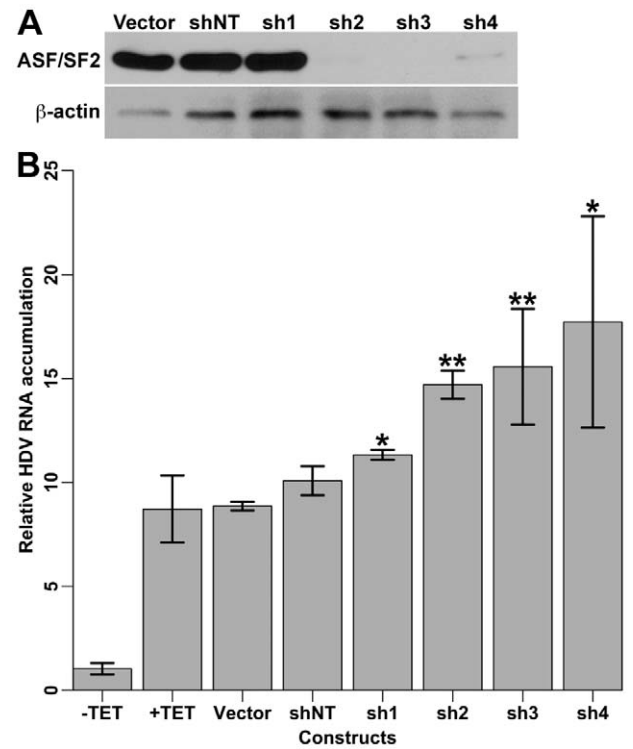 A
Vector shNT sh1 sh2 sh3 sh4
ASF/SF2
β-actin
B
Relative HDV RNA accumulation
25
20
15
10
5
0
*
**
**
*
-TET +TET Vector shNT sh1 sh2 sh3 sh4
Constructs